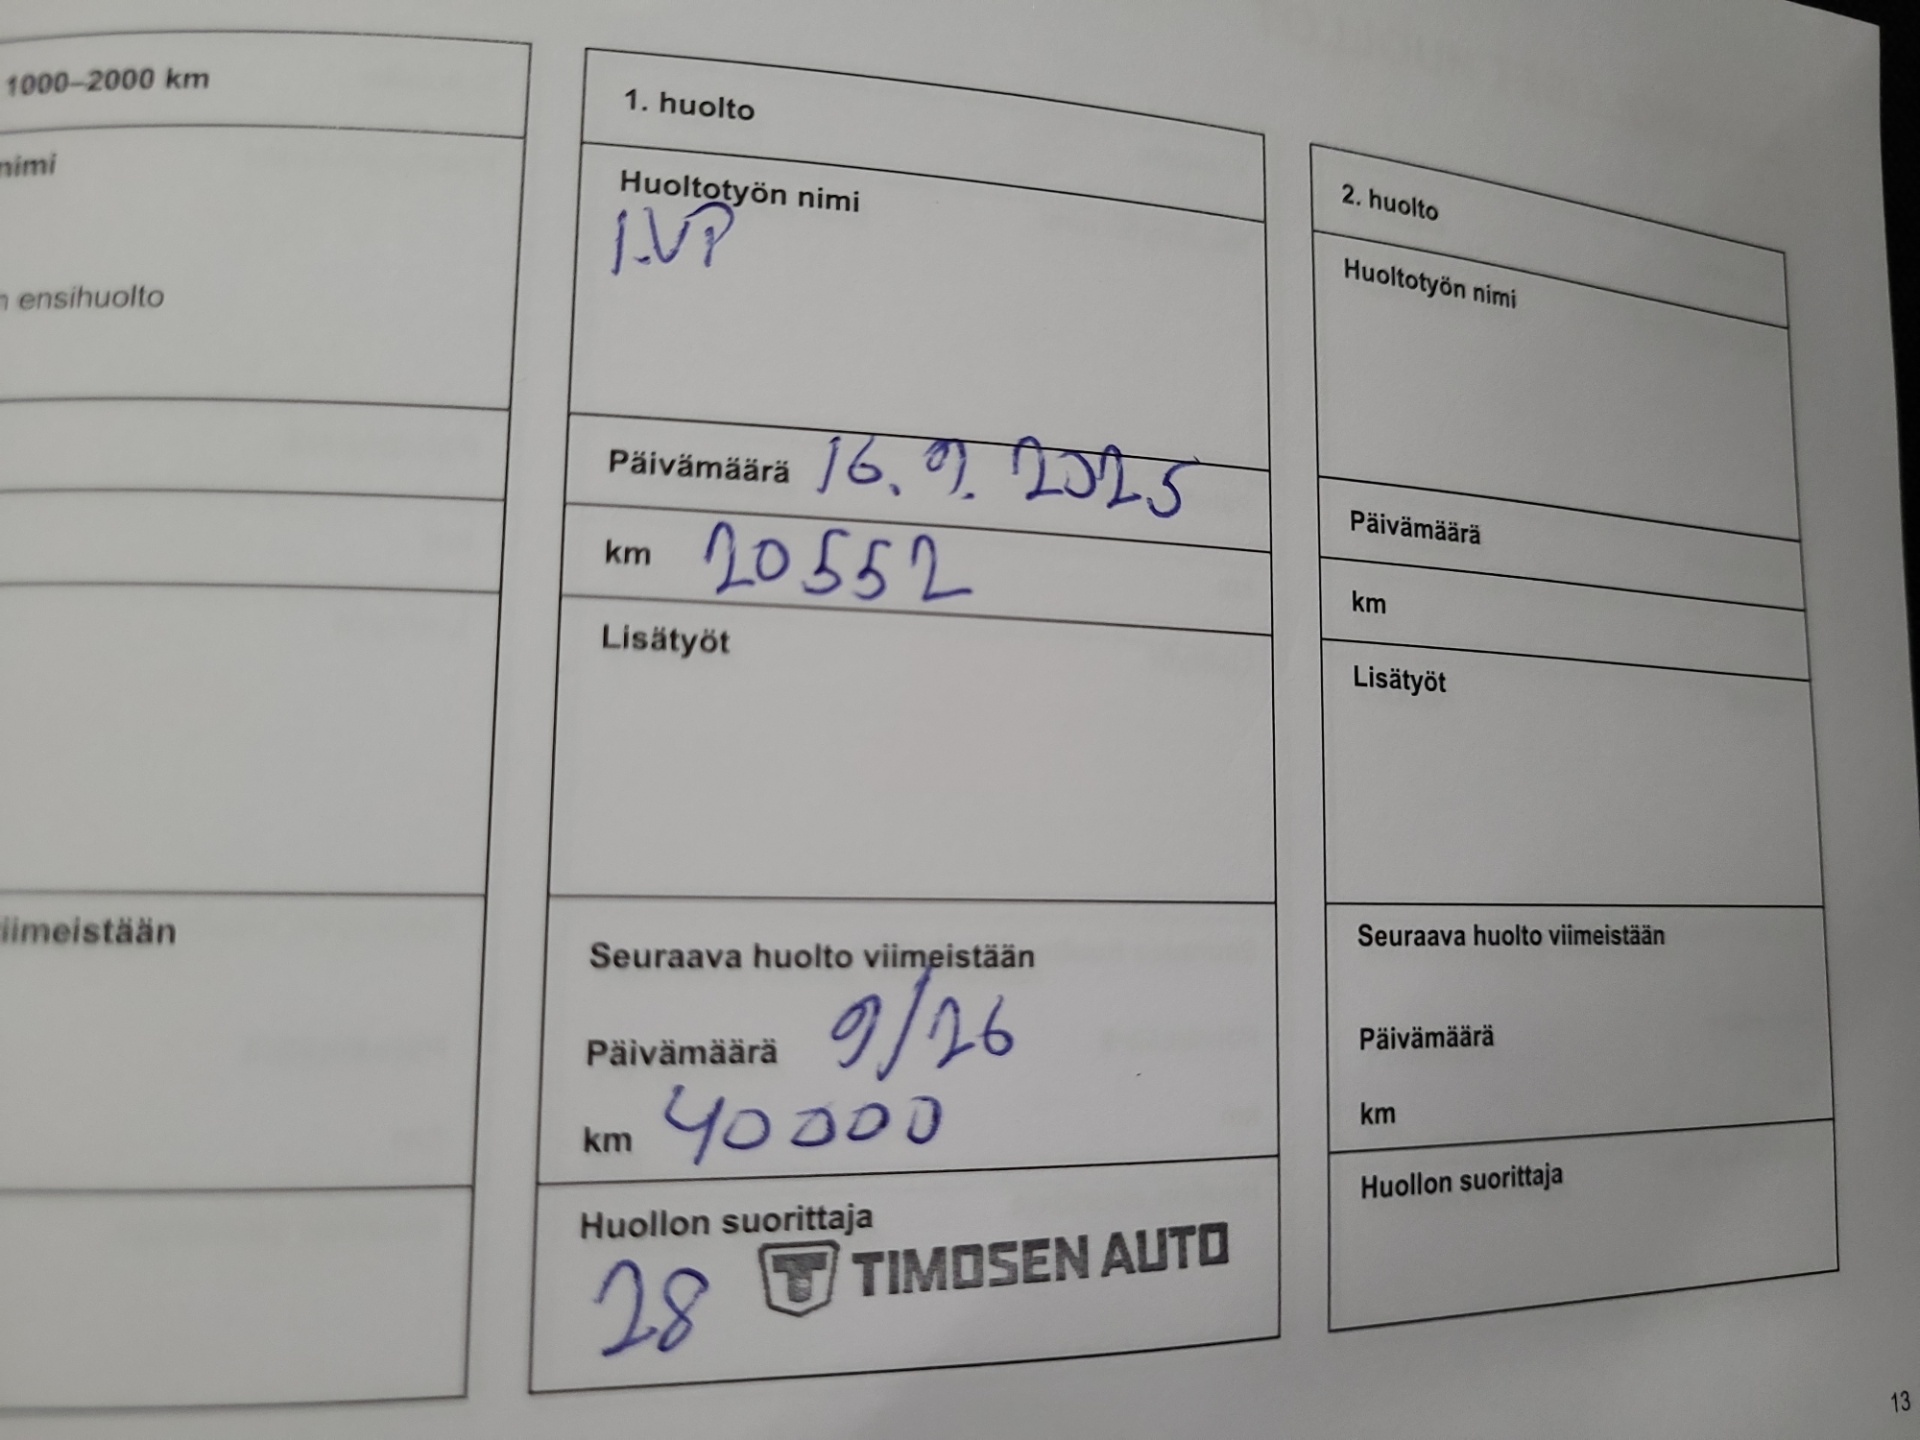 1000–2000 km
nimi
ensihuolto
viimeistään
1. huolto
Huoltotyön nimi
1.VP
Päivämäärä 16.9.2025
km 20552
Lisätyöt
Seuraava huolto viimeistään
Päivämäärä 9/26
km 40000
Huollon suorittaja
28 TIMOSEN AUTO
2. huolto
Huoltotyön nimi
Päivämäärä
km
Lisätyöt
Seuraava huolto viimeistään
Päivämäärä
km
Huollon suorittaja
13